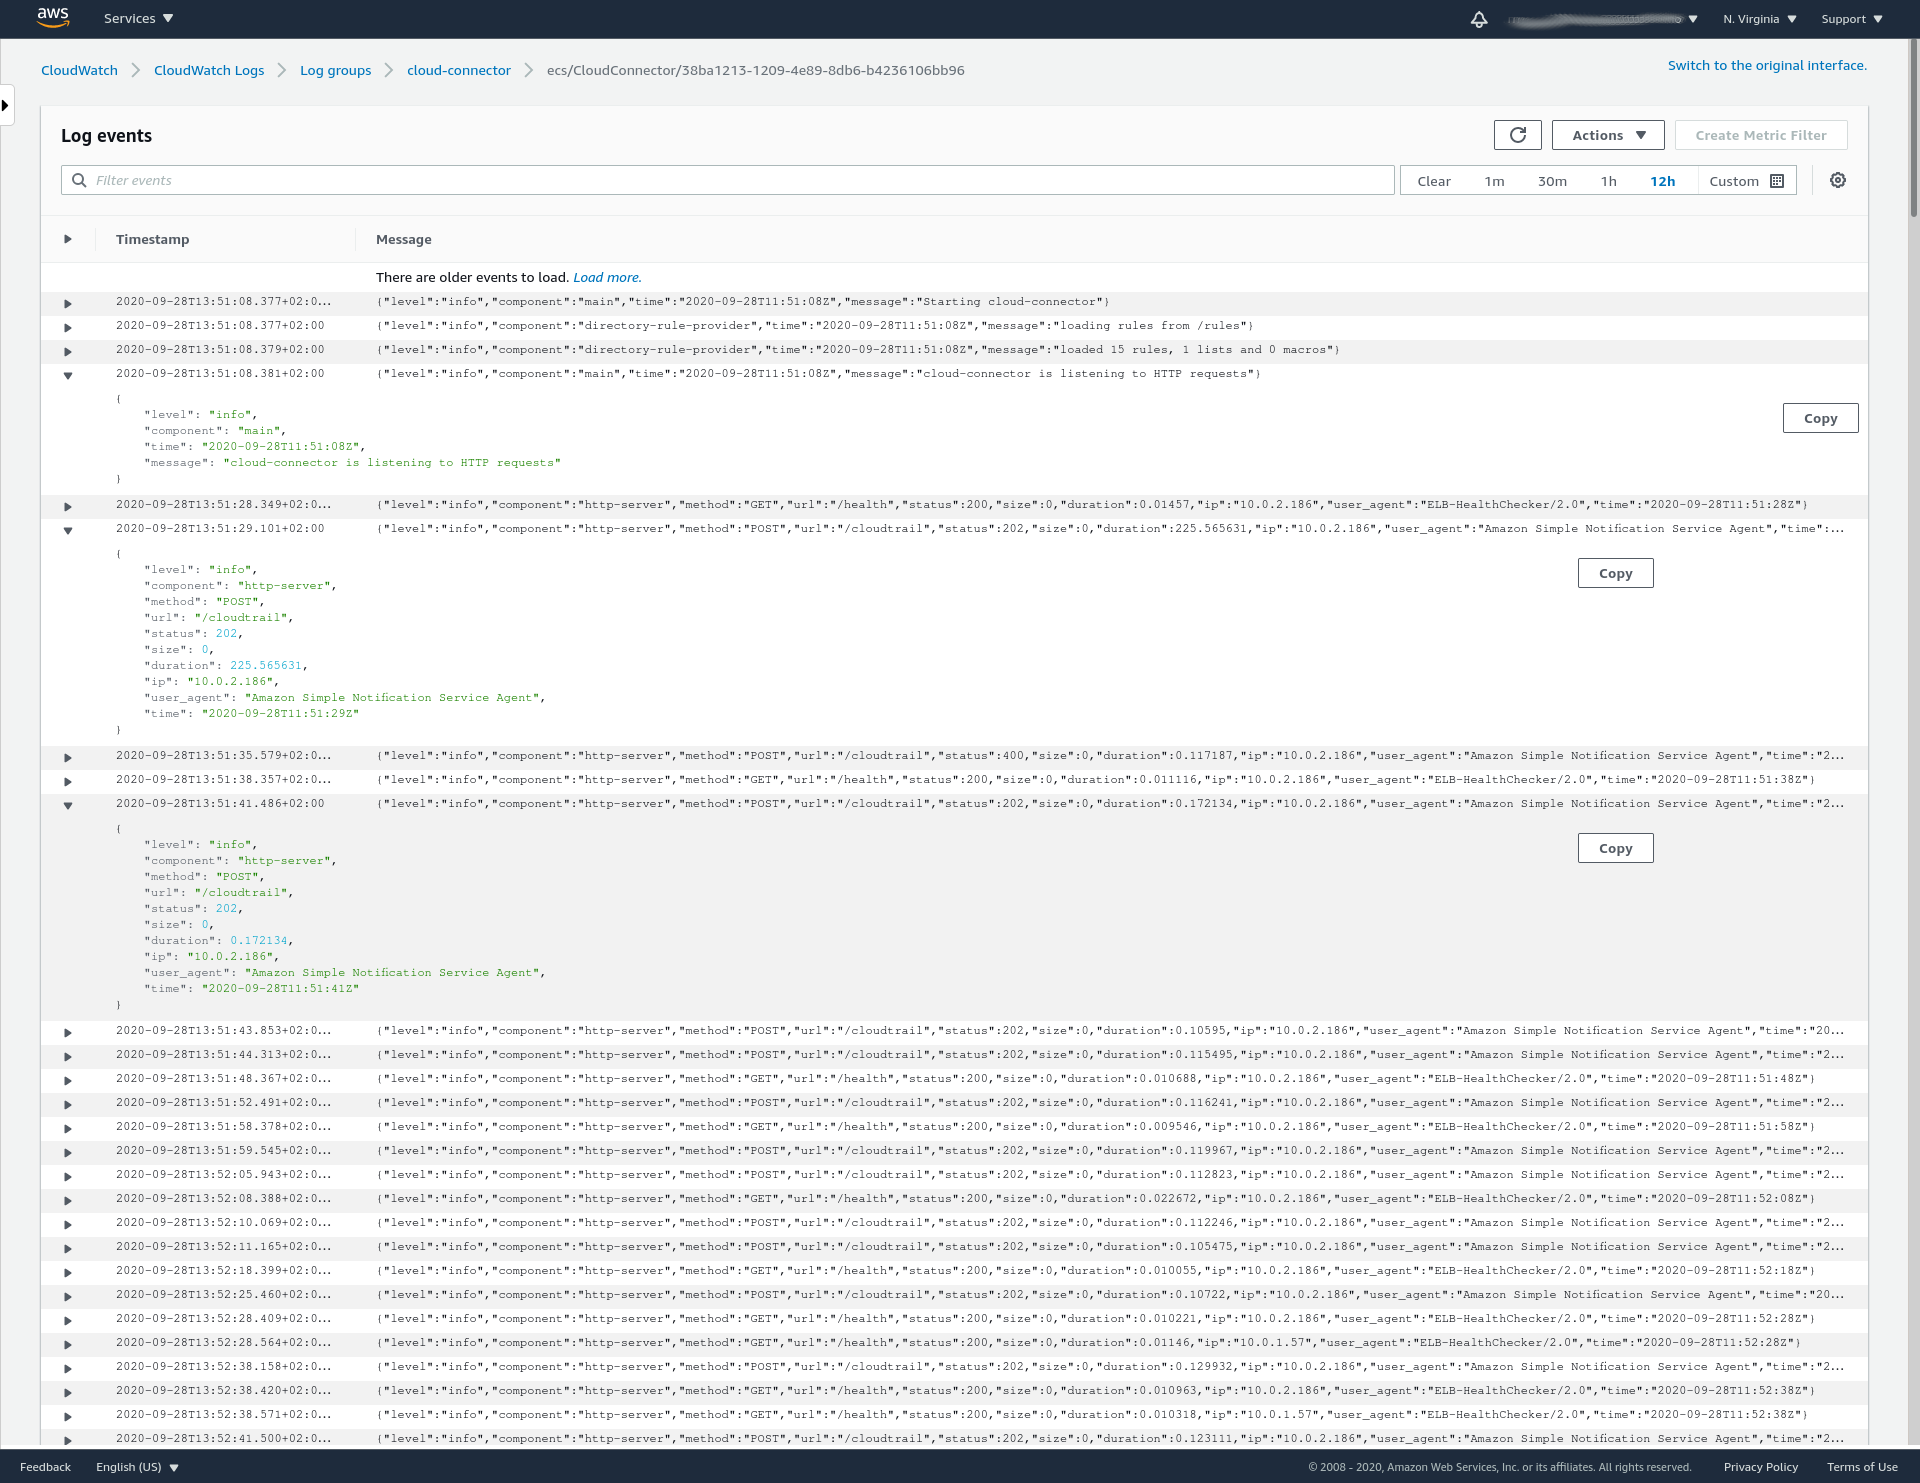 aws Services N. Virginia Support
CloudWatch CloudWatch Logs Log groups cloud-connector ecs/CloudConnector/38ba1213-1209-4e89-8db6-b4236106bb96 Switch to the original interface.
Log events Actions Create Metric Filter
Filter events Clear 1m 30m 1h 12h Custom
Timestamp Message
There are older events to load. Load more.
2020-09-28T13:51:08.377+02:0... {"level":"info","component":"main","time":"2020-09-28T11:51:08Z","message":"Starting cloud-connector"}
2020-09-28T13:51:08.377+02:00 {"level":"info","component":"directory-rule-provider","time":"2020-09-28T11:51:08Z","message":"loading rules from /rules"}
2020-09-28T13:51:08.379+02:00 {"level":"info","component":"directory-rule-provider","time":"2020-09-28T11:51:08Z","message":"loaded 15 rules, 1 lists and 0 macros"}
2020-09-28T13:51:08.381+02:00 {"level":"info","component":"main","time":"2020-09-28T11:51:08Z","message":"cloud-connector is listening to HTTP requests"}
{
"level": "info",
Copy
"component": "main",
"time": "2020-09-28T11:51:08Z",
"message": "cloud-connector is listening to HTTP requests"
}
2020-09-28T13:51:28.349+02:0... {"level":"info","component":"http-server","method":"GET","url":"/health","status":200,"size":0,"duration":0.01457,"ip":"10.0.2.186","user_agent":"ELB-HealthChecker/2.0","time":"2020-09-28T11:51:28Z"}
2020-09-28T13:51:29.101+02:00 {"level":"info","component":"http-server","method":"POST","url":"/cloudtrail","status":202,"size":0,"duration":225.565631,"ip":"10.0.2.186","user_agent":"Amazon Simple Notification Service Agent","time":...
{
"level": "info",
Copy
"component": "http-server",
"method": "POST",
"url": "/cloudtrail",
"status": 202,
"size": 0,
"duration": 225.565631,
"ip": "10.0.2.186",
"user_agent": "Amazon Simple Notification Service Agent",
"time": "2020-09-28T11:51:29Z"
}
2020-09-28T13:51:35.579+02:0... {"level":"info","component":"http-server","method":"POST","url":"/cloudtrail","status":400,"size":0,"duration":0.117187,"ip":"10.0.2.186","user_agent":"Amazon Simple Notification Service Agent","time":"2...
2020-09-28T13:51:38.357+02:0... {"level":"info","component":"http-server","method":"GET","url":"/health","status":200,"size":0,"duration":0.011116,"ip":"10.0.2.186","user_agent":"ELB-HealthChecker/2.0","time":"2020-09-28T11:51:38Z"}
2020-09-28T13:51:41.486+02:00 {"level":"info","component":"http-server","method":"POST","url":"/cloudtrail","status":202,"size":0,"duration":0.172134,"ip":"10.0.2.186","user_agent":"Amazon Simple Notification Service Agent","time":"2...
{
"level": "info",
Copy
"component": "http-server",
"method": "POST",
"url": "/cloudtrail",
"status": 202,
"size": 0,
"duration": 0.172134,
"ip": "10.0.2.186",
"user_agent": "Amazon Simple Notification Service Agent",
"time": "2020-09-28T11:51:41Z"
}
2020-09-28T13:51:43.853+02:0... {"level":"info","component":"http-server","method":"POST","url":"/cloudtrail","status":202,"size":0,"duration":0.10595,"ip":"10.0.2.186","user_agent":"Amazon Simple Notification Service Agent","time":"20...
2020-09-28T13:51:44.313+02:0... {"level":"info","component":"http-server","method":"POST","url":"/cloudtrail","status":202,"size":0,"duration":0.115495,"ip":"10.0.2.186","user_agent":"Amazon Simple Notification Service Agent","time":"2...
2020-09-28T13:51:48.367+02:0... {"level":"info","component":"http-server","method":"GET","url":"/health","status":200,"size":0,"duration":0.010688,"ip":"10.0.2.186","user_agent":"ELB-HealthChecker/2.0","time":"2020-09-28T11:51:48Z"}
2020-09-28T13:51:52.491+02:0... {"level":"info","component":"http-server","method":"POST","url":"/cloudtrail","status":202,"size":0,"duration":0.116241,"ip":"10.0.2.186","user_agent":"Amazon Simple Notification Service Agent","time":"2...
2020-09-28T13:51:58.378+02:0... {"level":"info","component":"http-server","method":"GET","url":"/health","status":200,"size":0,"duration":0.009546,"ip":"10.0.2.186","user_agent":"ELB-HealthChecker/2.0","time":"2020-09-28T11:51:58Z"}
2020-09-28T13:51:59.545+02:0... {"level":"info","component":"http-server","method":"POST","url":"/cloudtrail","status":202,"size":0,"duration":0.119967,"ip":"10.0.2.186","user_agent":"Amazon Simple Notification Service Agent","time":"2...
2020-09-28T13:52:05.943+02:0... {"level":"info","component":"http-server","method":"POST","url":"/cloudtrail","status":202,"size":0,"duration":0.112823,"ip":"10.0.2.186","user_agent":"Amazon Simple Notification Service Agent","time":"2...
2020-09-28T13:52:08.388+02:0... {"level":"info","component":"http-server","method":"GET","url":"/health","status":200,"size":0,"duration":0.022672,"ip":"10.0.2.186","user_agent":"ELB-HealthChecker/2.0","time":"2020-09-28T11:52:08Z"}
2020-09-28T13:52:10.069+02:0... {"level":"info","component":"http-server","method":"POST","url":"/cloudtrail","status":202,"size":0,"duration":0.112246,"ip":"10.0.2.186","user_agent":"Amazon Simple Notification Service Agent","time":"2...
2020-09-28T13:52:11.165+02:0... {"level":"info","component":"http-server","method":"POST","url":"/cloudtrail","status":202,"size":0,"duration":0.105475,"ip":"10.0.2.186","user_agent":"Amazon Simple Notification Service Agent","time":"2...
2020-09-28T13:52:18.399+02:0... {"level":"info","component":"http-server","method":"GET","url":"/health","status":200,"size":0,"duration":0.010055,"ip":"10.0.2.186","user_agent":"ELB-HealthChecker/2.0","time":"2020-09-28T11:52:18Z"}
2020-09-28T13:52:25.460+02:0... {"level":"info","component":"http-server","method":"POST","url":"/cloudtrail","status":202,"size":0,"duration":0.10722,"ip":"10.0.2.186","user_agent":"Amazon Simple Notification Service Agent","time":"20...
2020-09-28T13:52:28.409+02:0... {"level":"info","component":"http-server","method":"GET","url":"/health","status":200,"size":0,"duration":0.010221,"ip":"10.0.2.186","user_agent":"ELB-HealthChecker/2.0","time":"2020-09-28T11:52:28Z"}
2020-09-28T13:52:28.564+02:0... {"level":"info","component":"http-server","method":"GET","url":"/health","status":200,"size":0,"duration":0.01146,"ip":"10.0.1.57","user_agent":"ELB-HealthChecker/2.0","time":"2020-09-28T11:52:28Z"}
2020-09-28T13:52:38.158+02:0... {"level":"info","component":"http-server","method":"POST","url":"/cloudtrail","status":202,"size":0,"duration":0.129932,"ip":"10.0.2.186","user_agent":"Amazon Simple Notification Service Agent","time":"2...
2020-09-28T13:52:38.420+02:0... {"level":"info","component":"http-server","method":"GET","url":"/health","status":200,"size":0,"duration":0.010963,"ip":"10.0.2.186","user_agent":"ELB-HealthChecker/2.0","time":"2020-09-28T11:52:38Z"}
2020-09-28T13:52:38.571+02:0... {"level":"info","component":"http-server","method":"GET","url":"/health","status":200,"size":0,"duration":0.010318,"ip":"10.0.1.57","user_agent":"ELB-HealthChecker/2.0","time":"2020-09-28T11:52:38Z"}
2020-09-28T13:52:41.500+02:0... {"level":"info","component":"http-server","method":"POST","url":"/cloudtrail","status":202,"size":0,"duration":0.123111,"ip":"10.0.2.186","user_agent":"Amazon Simple Notification Service Agent","time":"2...
Feedback English (US) © 2008 - 2020, Amazon Web Services, Inc. or its affiliates. All rights reserved. Privacy Policy Terms of Use